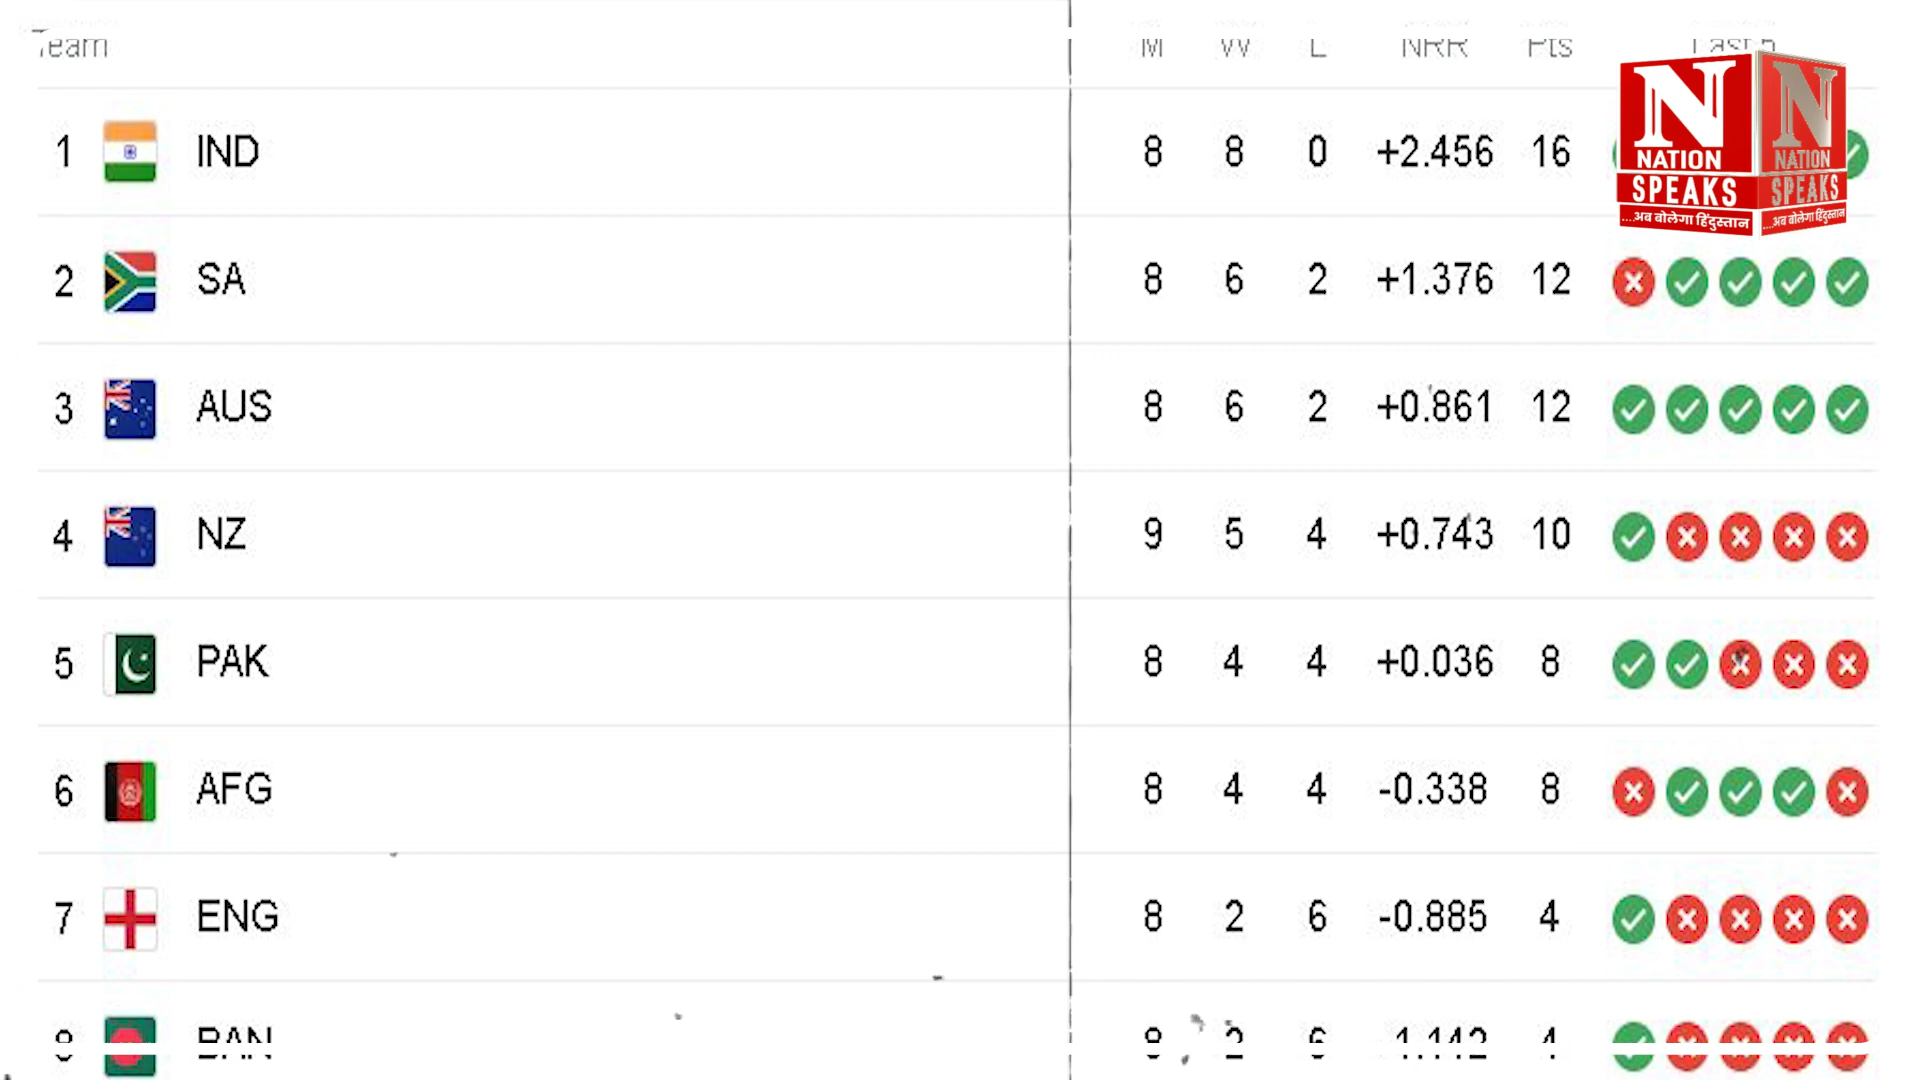 Team M W L NRR Pts Last 5
1 IND 8 8 0 +2.456 16
2 SA 8 6 2 +1.376 12
3 AUS 8 6 2 +0.861 12
4 NZ 9 5 4 +0.743 10
5 PAK 8 4 4 +0.036 8
6 AFG 8 4 4 -0.338 8
7 ENG 8 2 6 -0.885 4
8 BAN 8 2 6 1.142 4
N N
NATION NATION
SPEAKS SPEAKS
....अब बोलेगा हिंदुस्तान ....अब बोलेगा हिंदुस्तान